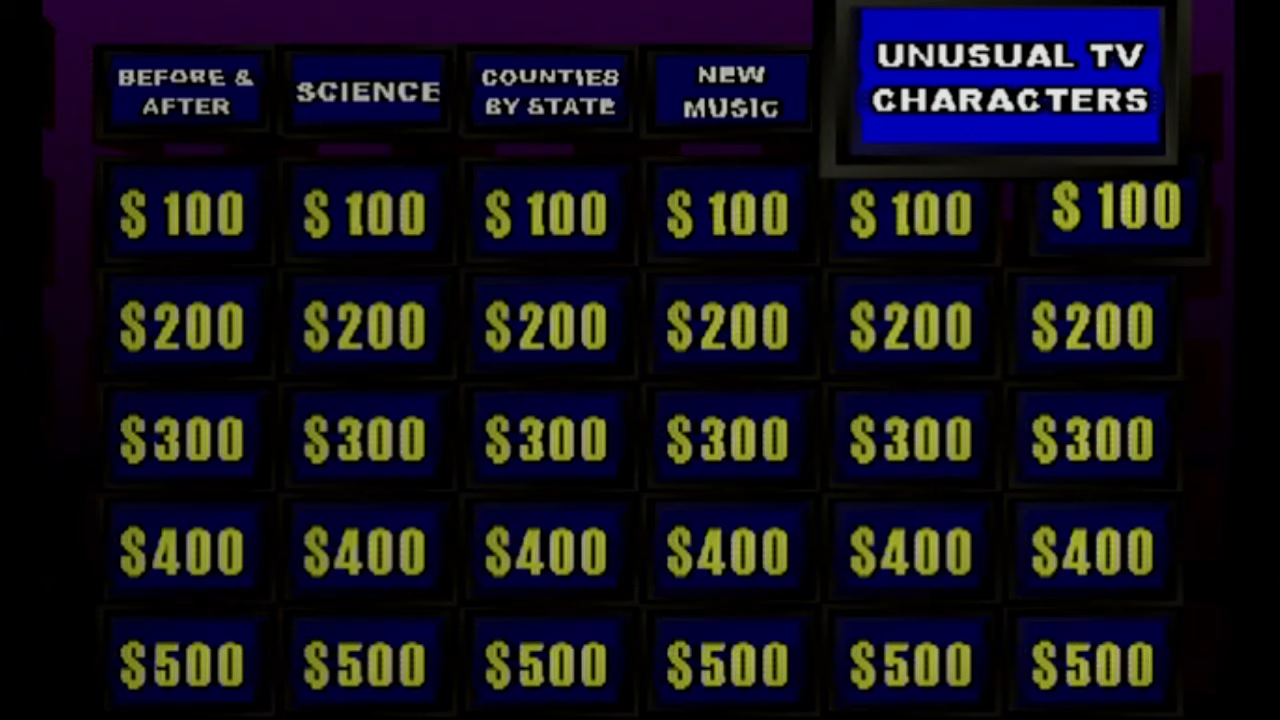 BEFORE &
AFTER
SCIENCE
COUNTIES
BY STATE
NEW
MUSIC
UNUSUAL TV
CHARACTERS
$ 100 $ 100 $ 100 $ 100 $ 100 $ 100
$200 $200 $200 $200 $200 $200
$300 $300 $300 $300 $300 $300
$400 $400 $400 $400 $400 $400
$500 $500 $500 $500 $500 $500